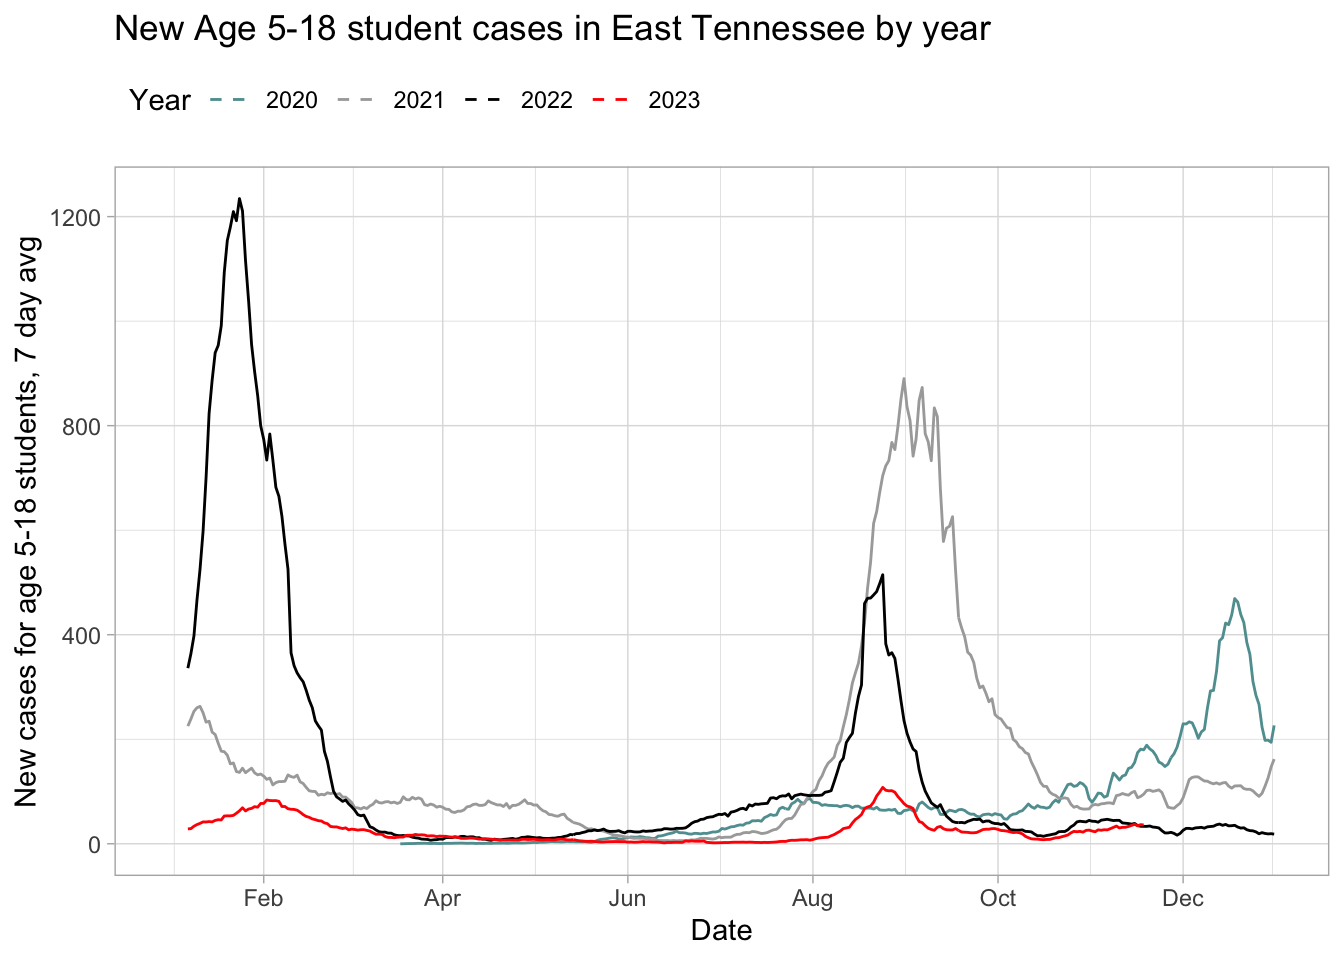 New Age 5-18 student cases in East Tennessee by year
Year 2020 2021 2022 2023
New cases for age 5-18 students, 7 day avg
1200
800
400
0
Feb Apr Jun Aug Oct Dec
Date